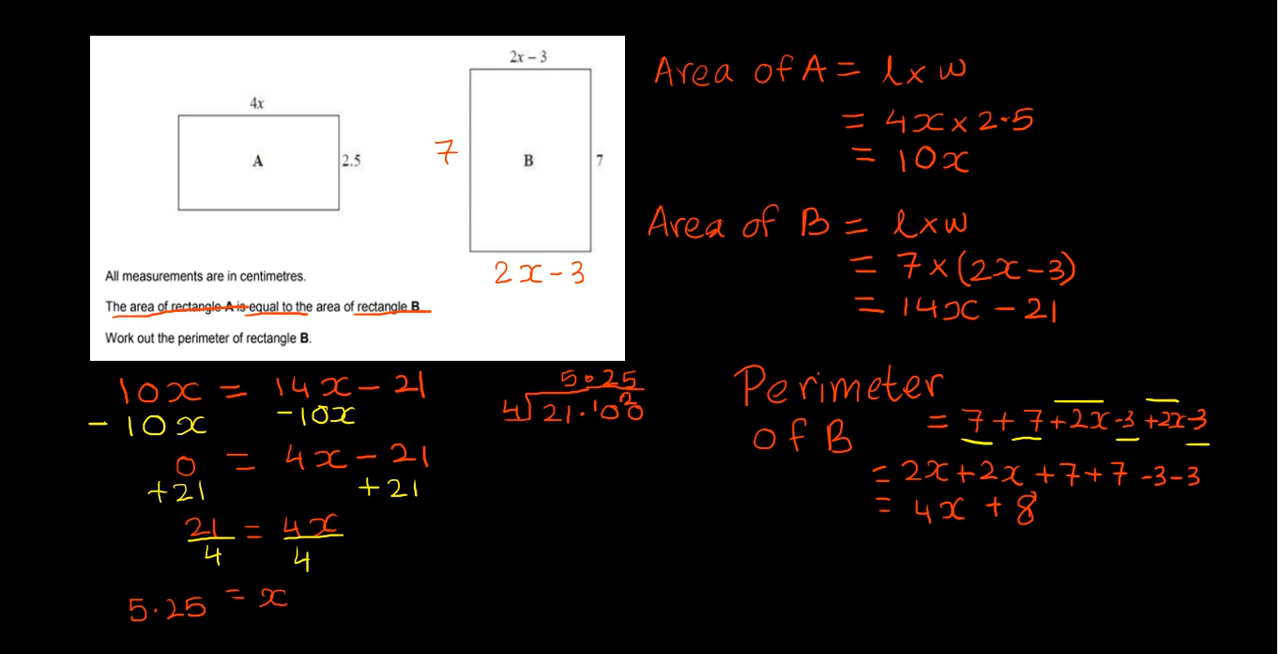 2x – 3
4x
A
2.5
7
B
7
2x - 3
All measurements are in centimetres.
The area of rectangle A is equal to the area of rectangle B.
Work out the perimeter of rectangle B.
Area of A = l x w
= 4x x 2.5
= 10x
Area of B = l x w
= 7 x (2x - 3)
= 14x - 21
10x = 14x - 21
- 10x -10x
0 = 4x - 21
+21 +21
21/4 = 4x/4
5.25 = x
5.25
4 21.100
Perimeter of B
= 7 + 7 + 2x - 3 + 2x - 3
= 2x + 2x + 7 + 7 - 3 - 3
= 4x + 8